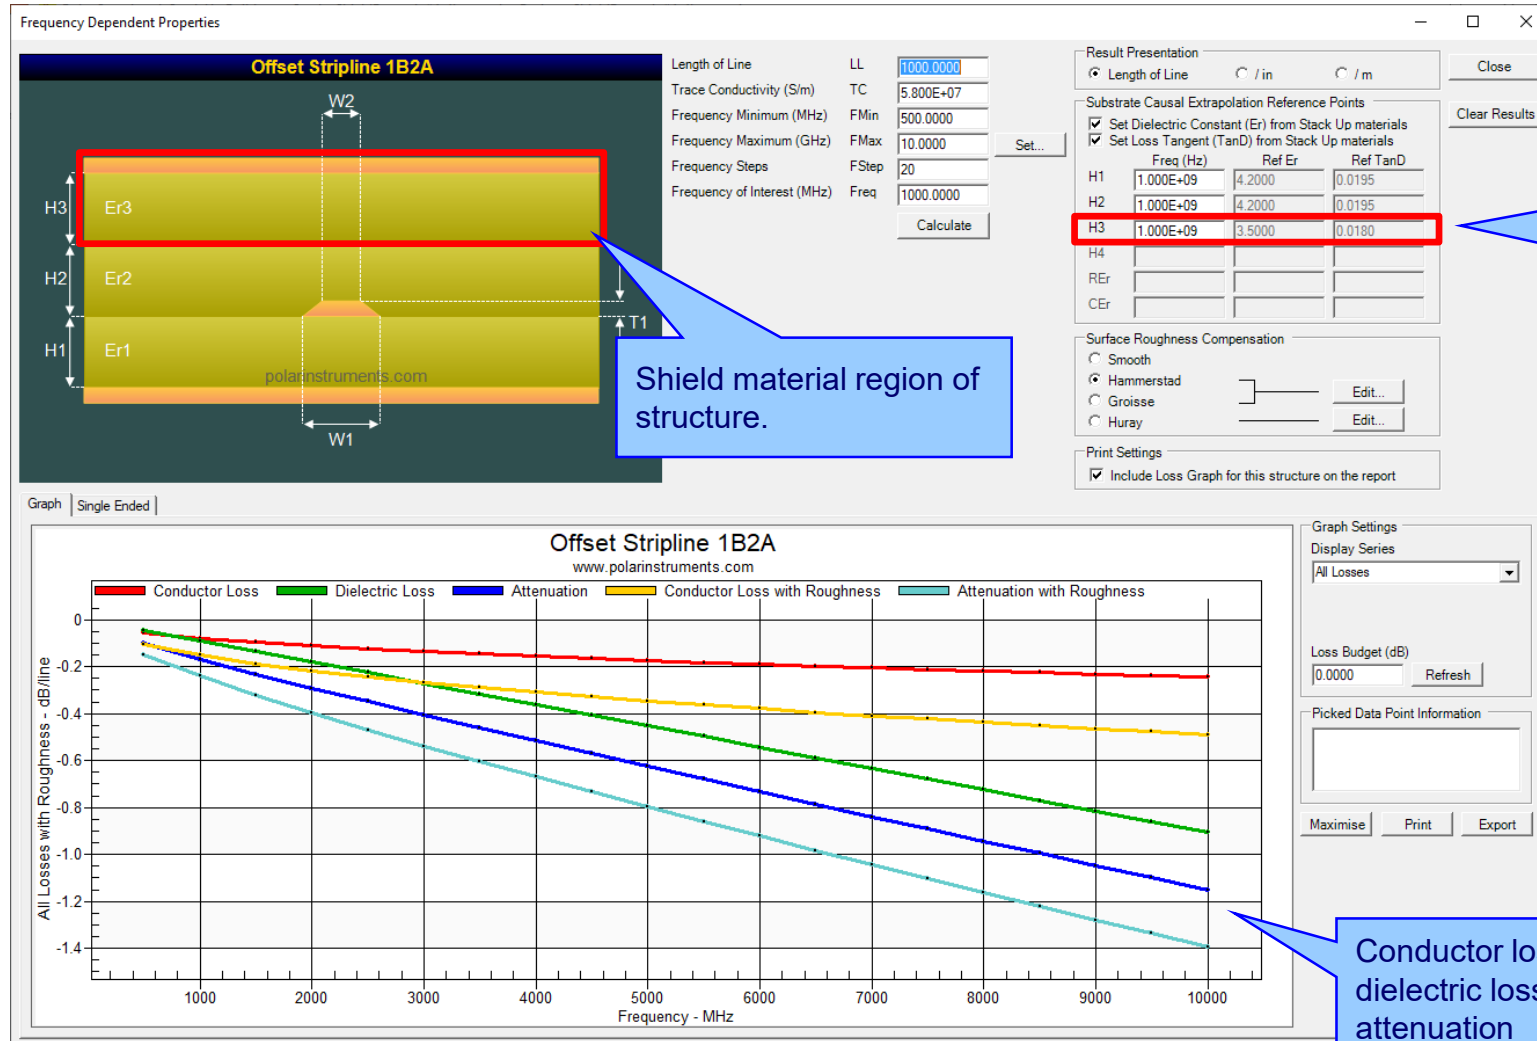 Frequency Dependent Properties
Offset Stripline 1B2A
W2
H3
Er3
H2
Er2
T1
H1
Er1
polarinstruments.com
W1
Shield material region of
structure.
Length of Line LL 1000.0000
Trace Conductivity (S/m) TC 5.800E+07
Frequency Minimum (MHz) FMin 500.0000
Frequency Maximum (GHz) FMax 10.0000 Set...
Frequency Steps FStep 20
Frequency of Interest (MHz) Freq 1000.0000
Calculate
Result Presentation
Length of Line / in / m
Close
Clear Results
Substrate Causal Extrapolation Reference Points
Set Dielectric Constant (Er) from Stack Up materials
Set Loss Tangent (TanD) from Stack Up materials
Freq (Hz) Ref Er Ref TanD
H1 1.000E+09 4.2000 0.0195
H2 1.000E+09 4.2000 0.0195
H3 1.000E+09 3.5000 0.0180
H4
REr
CEr
Surface Roughness Compensation
Smooth
Hammerstad
Edit...
Groisse
Huray
Edit...
Print Settings
Include Loss Graph for this structure on the report
Graph Single Ended
Offset Stripline 1B2A
www.polarinstruments.com
Conductor Loss Dielectric Loss Attenuation Conductor Loss with Roughness Attenuation with Roughness
All Losses with Roughness - dB/line
0
-0.2
-0.4
-0.6
-0.8
-1.0
-1.2
-1.4
1000 2000 3000 4000 5000 6000 7000 8000 9000 10000
Frequency - MHz
Graph Settings
Display Series
All Losses
Loss Budget (dB)
0.0000 Refresh
Picked Data Point Information
Maximise Print Export
Conductor lo
dielectric loss
attenuation